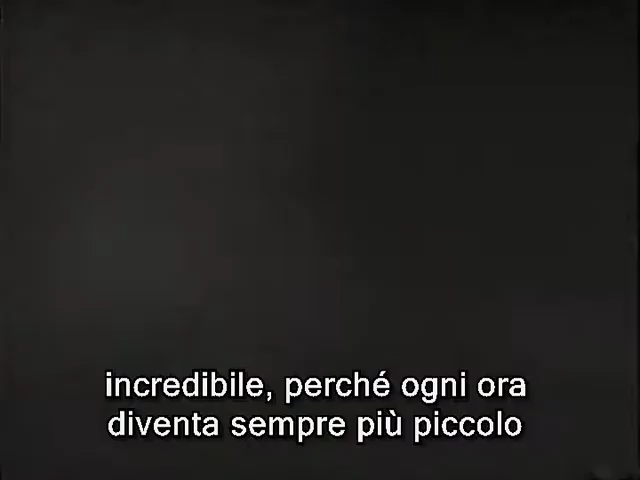 incredibile, perché ogni ora
diventa sempre più piccolo